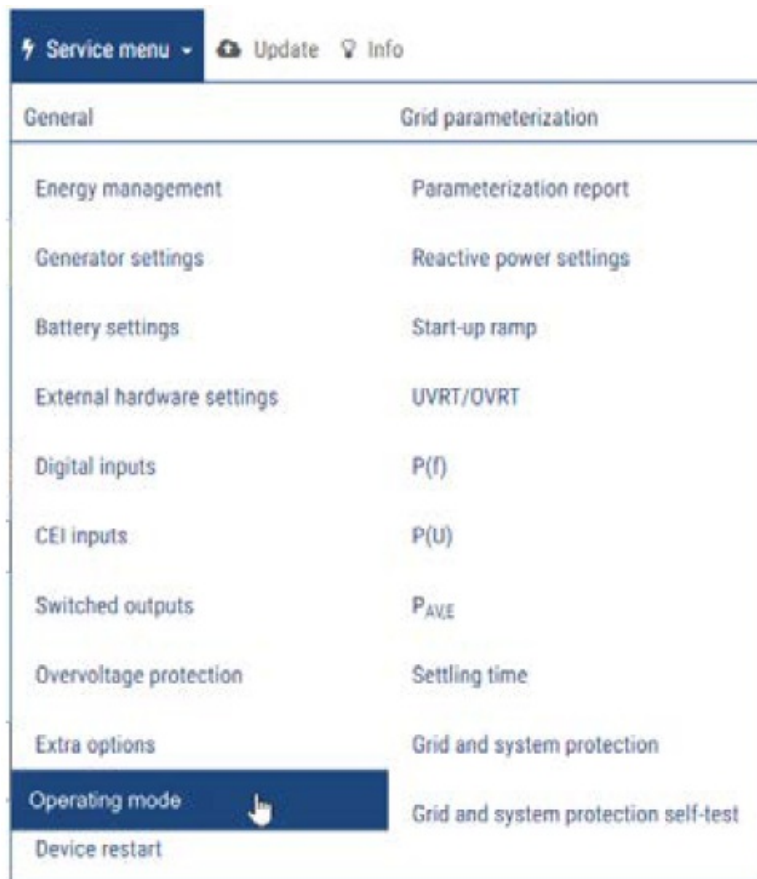 Service menu Update Info
General
Energy management
Generator settings
Battery settings
External hardware settings
Digital inputs
CEI inputs
Switched outputs
Overvoltage protection
Extra options
Operating mode
Device restart
Grid parameterization
Parameterization report
Reactive power settings
Start-up ramp
UVRT/OVRT
P(f)
P(U)
PAV,E
Settling time
Grid and system protection
Grid and system protection self-test